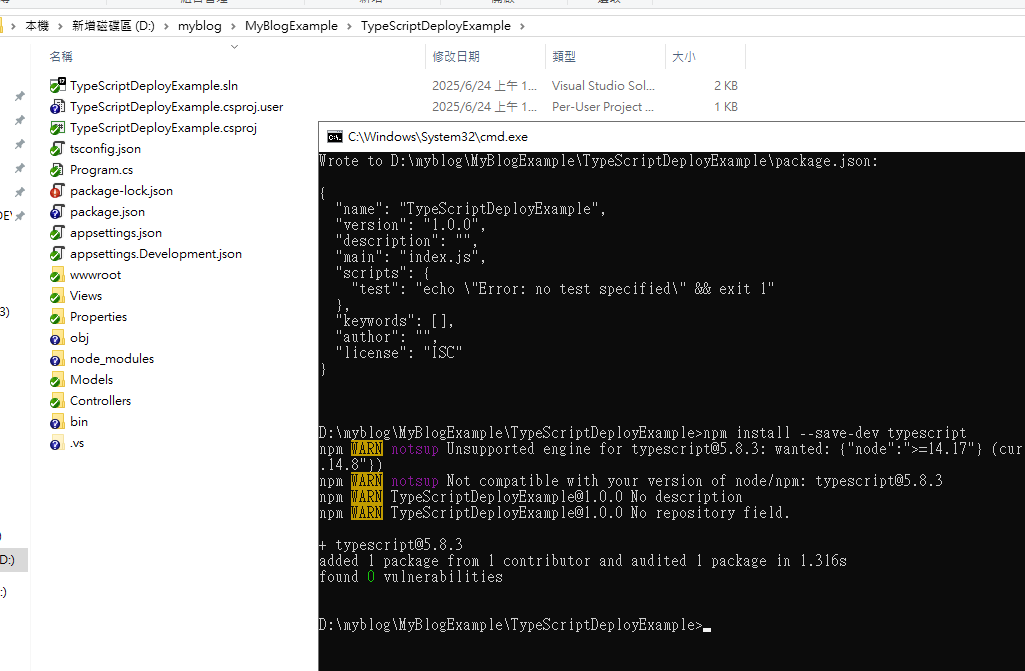 本機 › 新增磁碟區 (D:) › myblog › MyBlogExample › TypeScriptDeployExample ›
名稱 修改日期 類型 大小
TypeScriptDeployExample.sln 2025/6/24 上午 1... Visual Studio Sol... 2 KB
TypeScriptDeployExample.csproj.user 2025/6/24 上午 1... Per-User Project ... 1 KB
TypeScriptDeployExample.csproj
tsconfig.json
Program.cs
package-lock.json
package.json
appsettings.json
appsettings.Development.json
wwwroot
Views
Properties
obj
node_modules
Models
Controllers
bin
.vs
3)
D:)
:)
C:\Windows\System32\cmd.exe
Wrote to D:\myblog\MyBlogExample\TypeScriptDeployExample\package.json:
{
"name": "TypeScriptDeployExample",
"version": "1.0.0",
"description": "",
"main": "index.js",
"scripts": {
"test": "echo \"Error: no test specified\" && exit 1"
},
"keywords": [],
"author": "",
"license": "ISC"
}
D:\myblog\MyBlogExample\TypeScriptDeployExample>npm install --save-dev typescript
npm WARN notsup Unsupported engine for typescript@5.8.3: wanted: {"node":">=14.17"} (cur
.14.8"})
npm WARN notsup Not compatible with your version of node/npm: typescript@5.8.3
npm WARN TypeScriptDeployExample@1.0.0 No description
npm WARN TypeScriptDeployExample@1.0.0 No repository field.
+ typescript@5.8.3
added 1 package from 1 contributor and audited 1 package in 1.316s
found 0 vulnerabilities
D:\myblog\MyBlogExample\TypeScriptDeployExample>